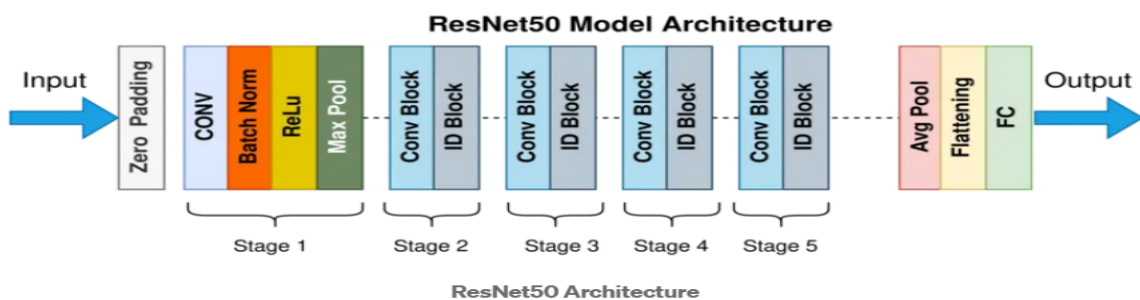 ResNet50 Model Architecture
Input
Zero Padding
CONV
Batch Norm
ReLu
Max Pool
Conv Block
ID Block
Conv Block
ID Block
Conv Block
ID Block
Conv Block
ID Block
Avg Pool
Flattening
FC
Output
Stage 1
Stage 2
Stage 3
Stage 4
Stage 5
ResNet50 Architecture